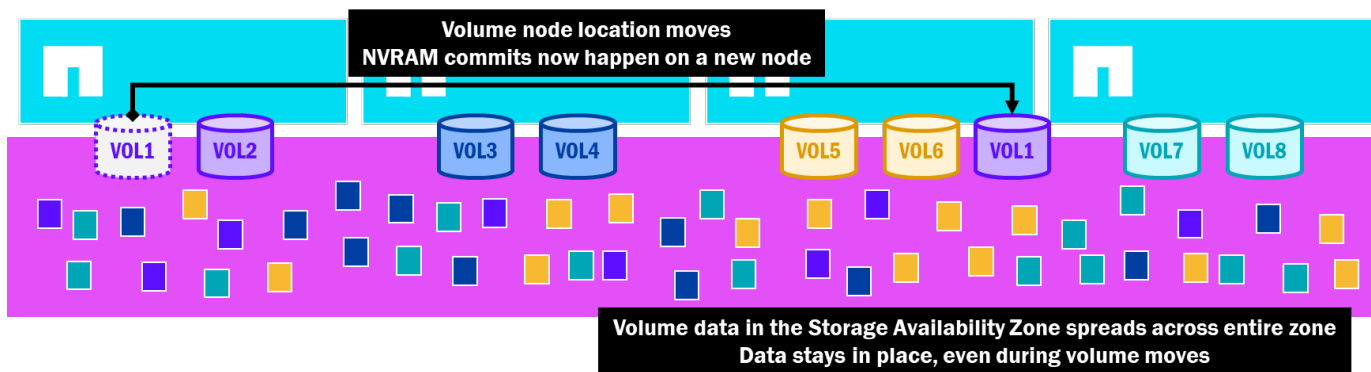 Volume node location moves
NVRAM commits now happen on a new node
VOL1
VOL2
VOL3
VOL4
VOL5
VOL6
VOL1
VOL7
VOL8
Volume data in the Storage Availability Zone spreads across entire zone
Data stays in place, even during volume moves